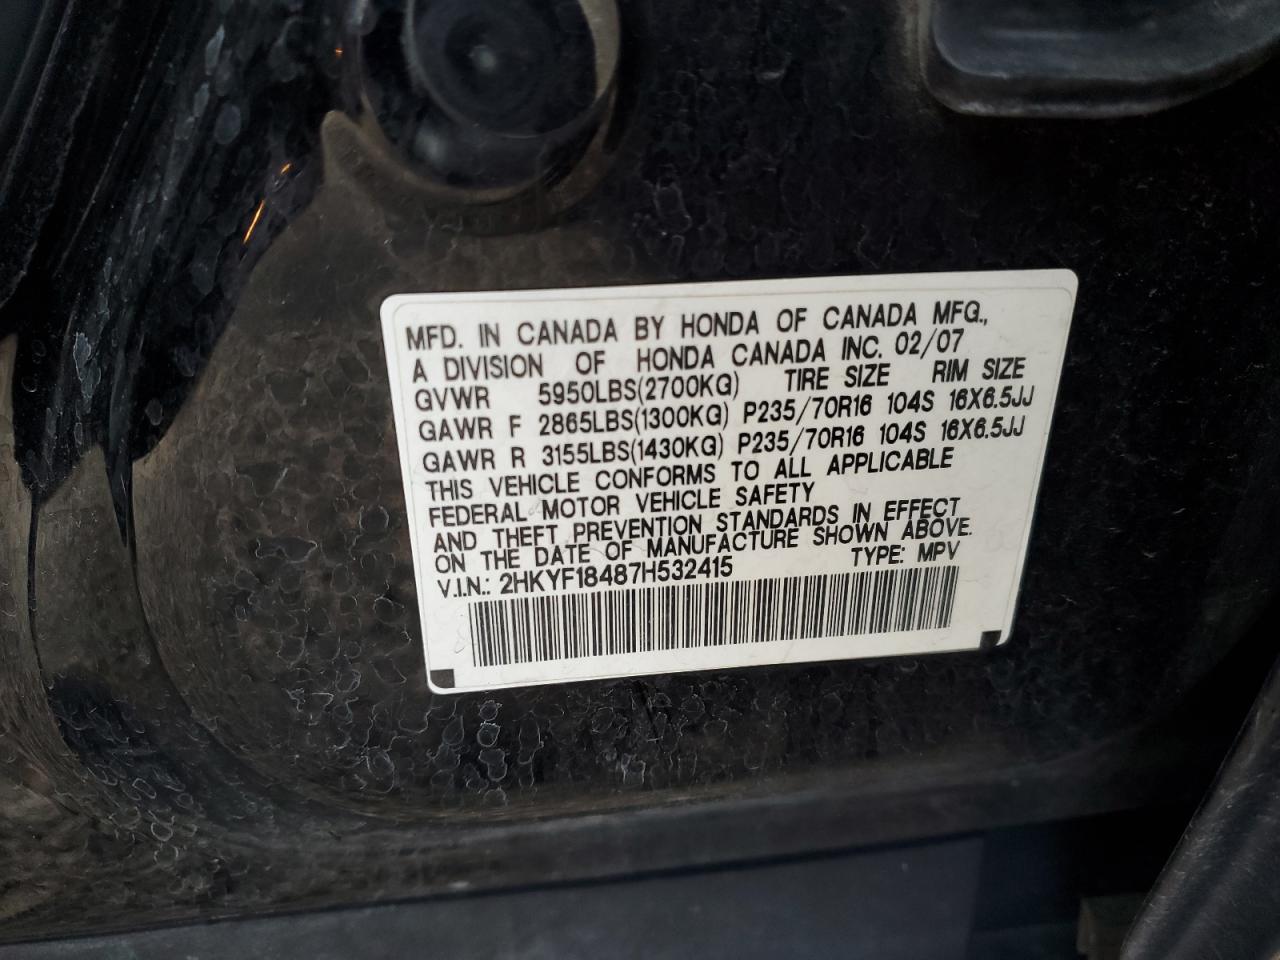 MFD. IN CANADA BY HONDA OF CANADA MFG.,
A DIVISION OF HONDA CANADA INC. 02/07
GVWR 5950LBS(2700KG) TIRE SIZE RIM SIZE
GAWR F 2865LBS(1300KG) P235/70R16 104S 16X6.5JJ
GAWR R 3155LBS(1430KG) P235/70R16 104S 16X6.5JJ
THIS VEHICLE CONFORMS TO ALL APPLICABLE
FEDERAL MOTOR VEHICLE SAFETY
AND THEFT PREVENTION STANDARDS IN EFFECT
ON THE DATE OF MANUFACTURE SHOWN ABOVE.
V.I.N.: 2HKYF18487H532415 TYPE: MPV